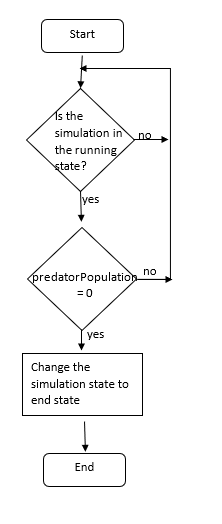 Start
Is the
simulation in
the running
state?
no
yes
predatorPopulation
= 0
no
yes
Change the
simulation state to
end state
End